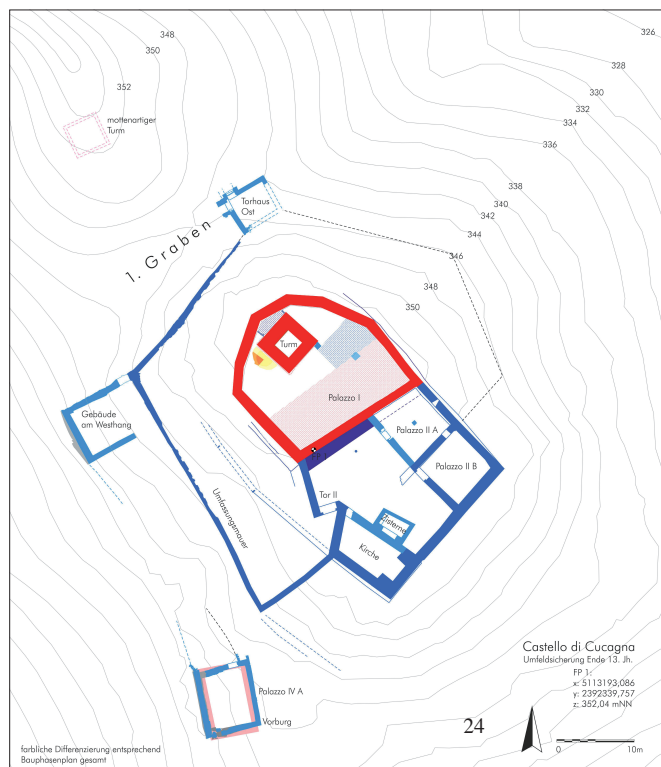 348
350
352
mottenartiger
Turm
326
328
330
332
334
336
338
340
342
344
346
348
350
Torhaus
Ost
1. Graben
Turm
Palazzo I
Gebäude
am Westhang
Palazzo II A
Palazzo II B
FP 1
Tor II
Zisterne
Kirche
Umfassungsmauer
Palazzo IV A
Vorburg
Castello di Cucagna
Umfeldsicherung Ende 13. Jh.
FP 1:
x: 5113193,086
y: 2392339,757
z: 352,04 mNN
24
0 10m
farbliche Differenzierung entsprechend
Bauphasenplan gesamt